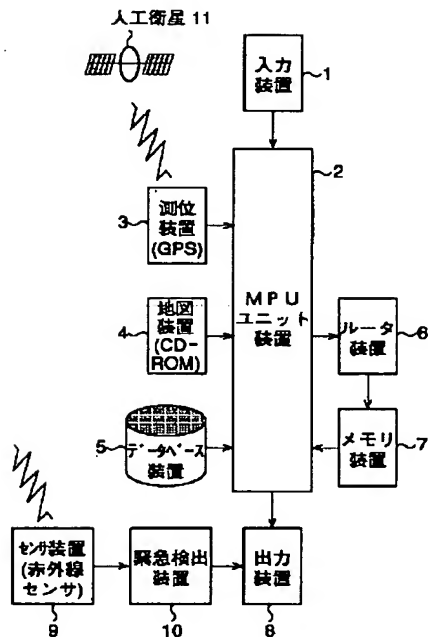 人工衛星 11
入力
装置
1
2
3
測位
装置
(GPS)
MPU
ユニット
装置
4
地図
装置
(CD-
ROM)
ルータ
装置
6
5
データベース
装置
メモリ
装置
7
センサ装置
(赤外線
センサ)
緊急検出
装置
出力
装置
9
10
8